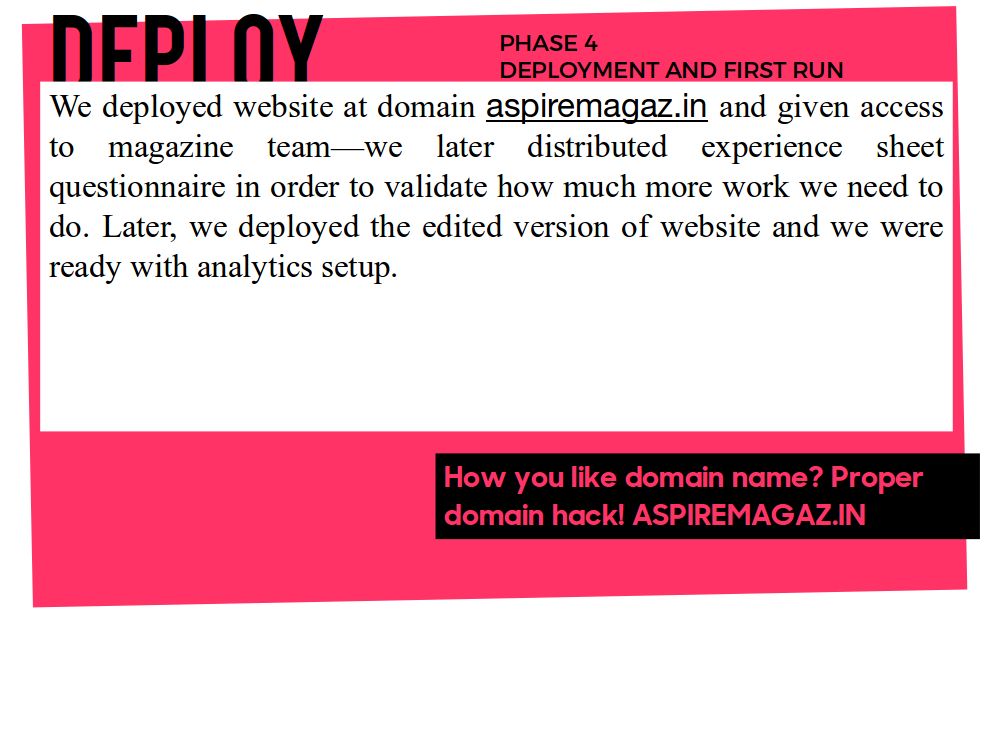 DEPLOY
PHASE 4
DEPLOYMENT AND FIRST RUN
We deployed website at domain aspiremagaz.in and given access
to magazine team—we later distributed experience sheet
questionnaire in order to validate how much more work we need to
do. Later, we deployed the edited version of website and we were
ready with analytics setup.
How you like domain name? Proper
domain hack! ASPIREMAGAZ.IN